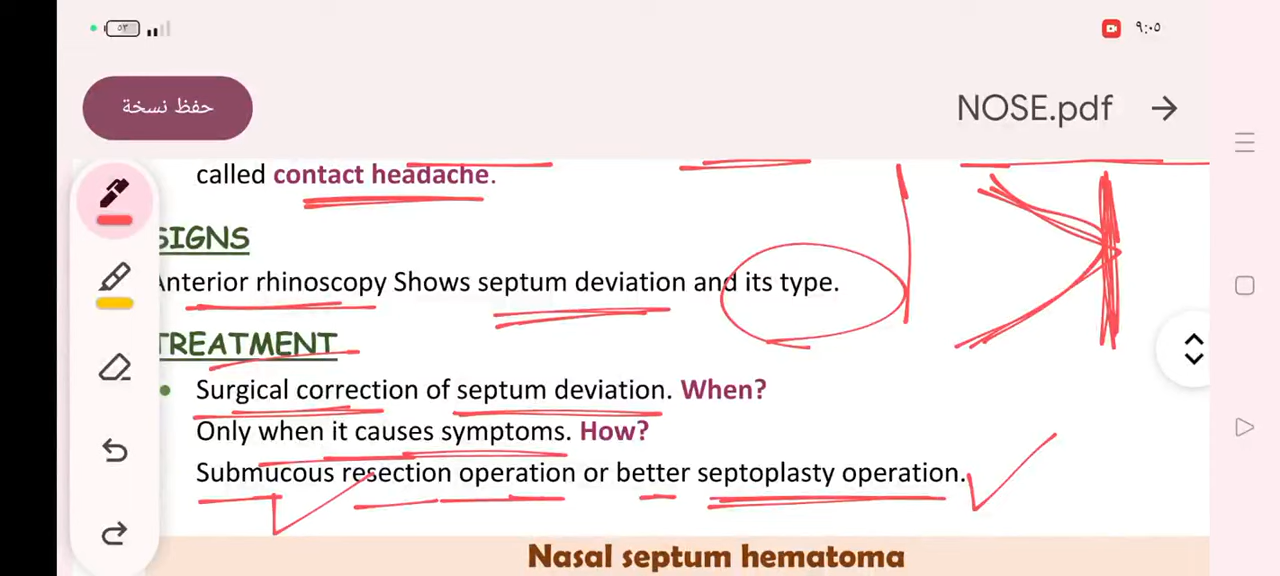 ٥٣
٩:٠٥
حفظ نسخة
NOSE.pdf
called contact headache.
SIGNS
Anterior rhinoscopy Shows septum deviation and its type.
TREATMENT
Surgical correction of septum deviation. When?
Only when it causes symptoms. How?
Submucous resection operation or better septoplasty operation.
Nasal septum hematoma